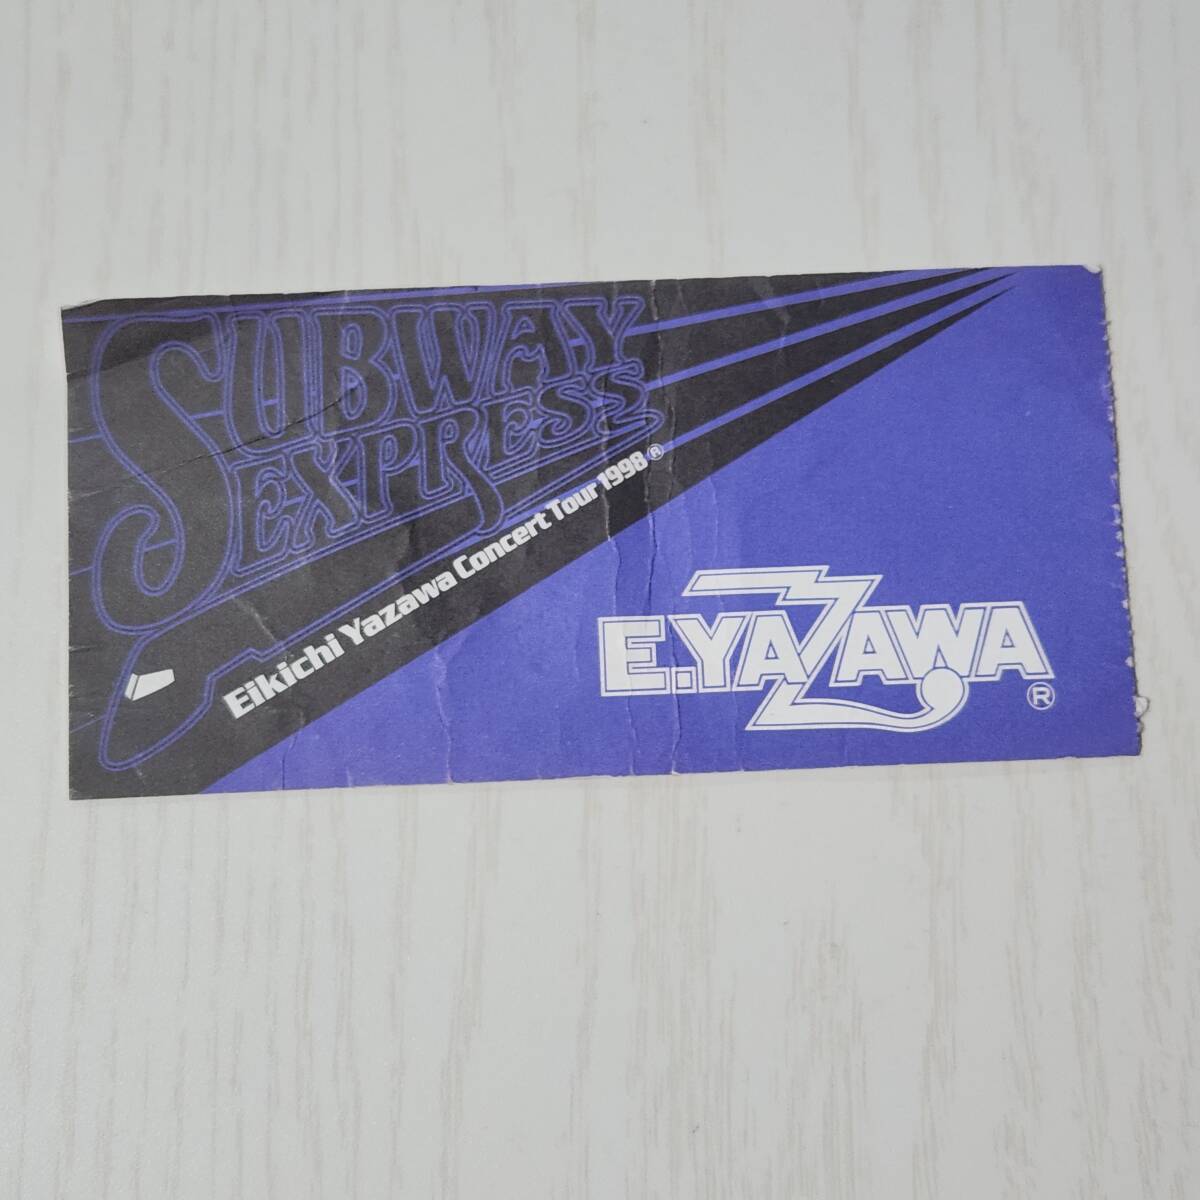 SUBWAY
EXPRESS
Eikichi Yazawa Concert Tour 1998®
E.YAZAWA®